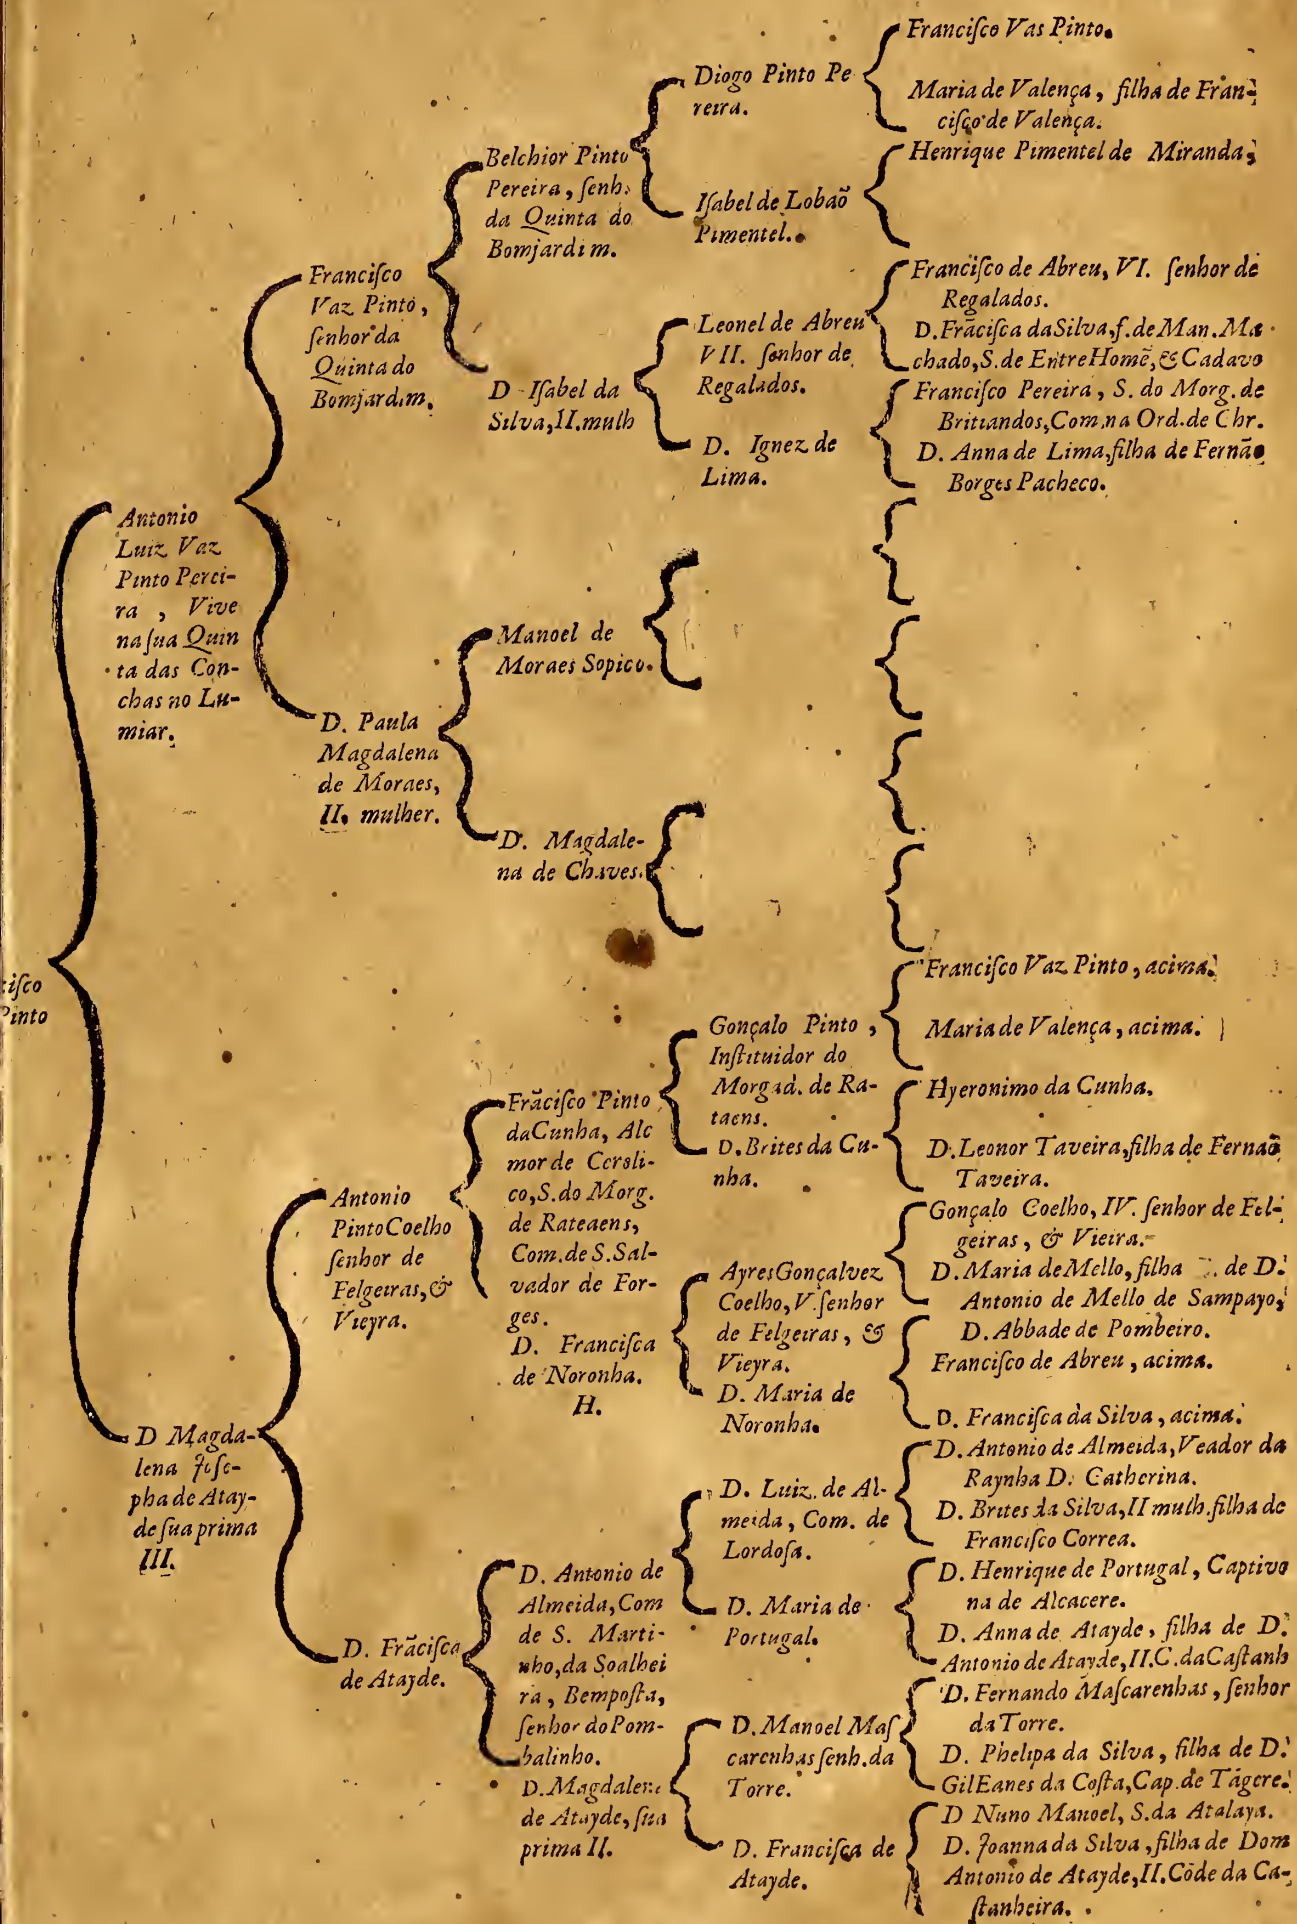 cisco
Pinto
Antonio
Luiz Vaz
Pinto Perei-
ra , Vive
na ſua Quin
ta das Con-
chas no Lu-
miar.
D Magda-
lena Joſe-
pha de Atay-
de ſua prima
III.
Franciſco
Vaz Pinto ,
ſenhor da
Quinta do
Bomjardim.
D. Paula
Magdalena
de Moraes,
II. mulher.
Antonio
Pinto Coelho
ſenhor de
Felgeiras, &
Vieyra.
D. Frãciſca
de Atayde.
Belchior Pinto
Pereira , ſenh.
da Quinta do
Bomjardim.
D Iſabel da
Silva, II. mulh
Manoel de
Moraes Sopico.
D. Magdale-
na de Chaves.
Frãciſco Pinto
da Cunha, Alc
mor de Ceroli-
co, S. do Morg.
de Rateaens,
Com. de S. Sal-
vador de For-
ges.
D. Franciſca
de Noronha.
H.
D. Antonio de
Almeida, Com
de S. Marti-
nho, da Soalhei
ra , Bempoſta,
ſenhor do Pom-
balinho.
D. Magdalena
de Atayde, ſua
prima II.
Diogo Pinto Pe
reira.
Iſabel de Lobaõ
Pimentel.
Leonel de Abreu
VII. ſenhor de
Regalados.
D. Ignez de
Lima.
Gonçalo Pinto ,
Inſtituidor do
Morgad. de Ra-
taens.
D. Brites da Cu-
nha.
Ayres Gonçalvez
Coelho, V. ſenhor
de Felgeiras , &
Vieyra.
D. Maria de
Noronha.
D. Luiz de Al-
meida , Com. de
Lordoſa.
D. Maria de
Portugal.
D. Manoel Maſ
carenhas ſenh. da
Torre.
D. Franciſca de
Atayde.
Franciſco Vas Pinto.
Maria de Valença , filha de Fran-
ciſco de Valença.
Henrique Pimentel de Miranda,
Franciſco de Abreu, VI. ſenhor de
Regalados.
D. Frãciſca da Silva, f. de Man. Ma
chado, S. de Entre Home, & Cadavo
Franciſco Pereira , S. do Morg. de
Britiandos, Com. na Ord. de Chr.
D. Anna de Lima, filha de Fernão
Borges Pacheco.
Franciſco Vaz Pinto , acima.
Maria de Valença , acima.
Hyeronimo da Cunha.
D. Leonor Taveira, filha de Fernaõ
Taveira.
Gonçalo Coelho, IV. ſenhor de Fel-
geiras , & Vieira.
D. Maria de Mello, filha de D.
Antonio de Mello de Sampayo,
D. Abbade de Pombeiro.
Franciſco de Abreu , acima.
D. Franciſca da Silva , acima.
D. Antonio de Almeida, Veador da
Raynha D. Catherina.
D. Brites da Silva, II mulh. filha de
Franciſco Correa.
D. Henrique de Portugal , Captivo
na de Alcacere.
D. Anna de Atayde , filha de D.
Antonio de Atayde, II. C. da Caſtanh
D. Fernando Maſcarenhas , ſenhor
da Torre.
D. Phelipa da Silva , filha de D.
Gil Eanes da Coſta, Cap. de Tãgere.
D Nuno Manoel, S. da Atalaya.
D. Joanna da Silva , filha de Dom
Antonio de Atayde, II. Cõde da Ca-
ſtanheira.